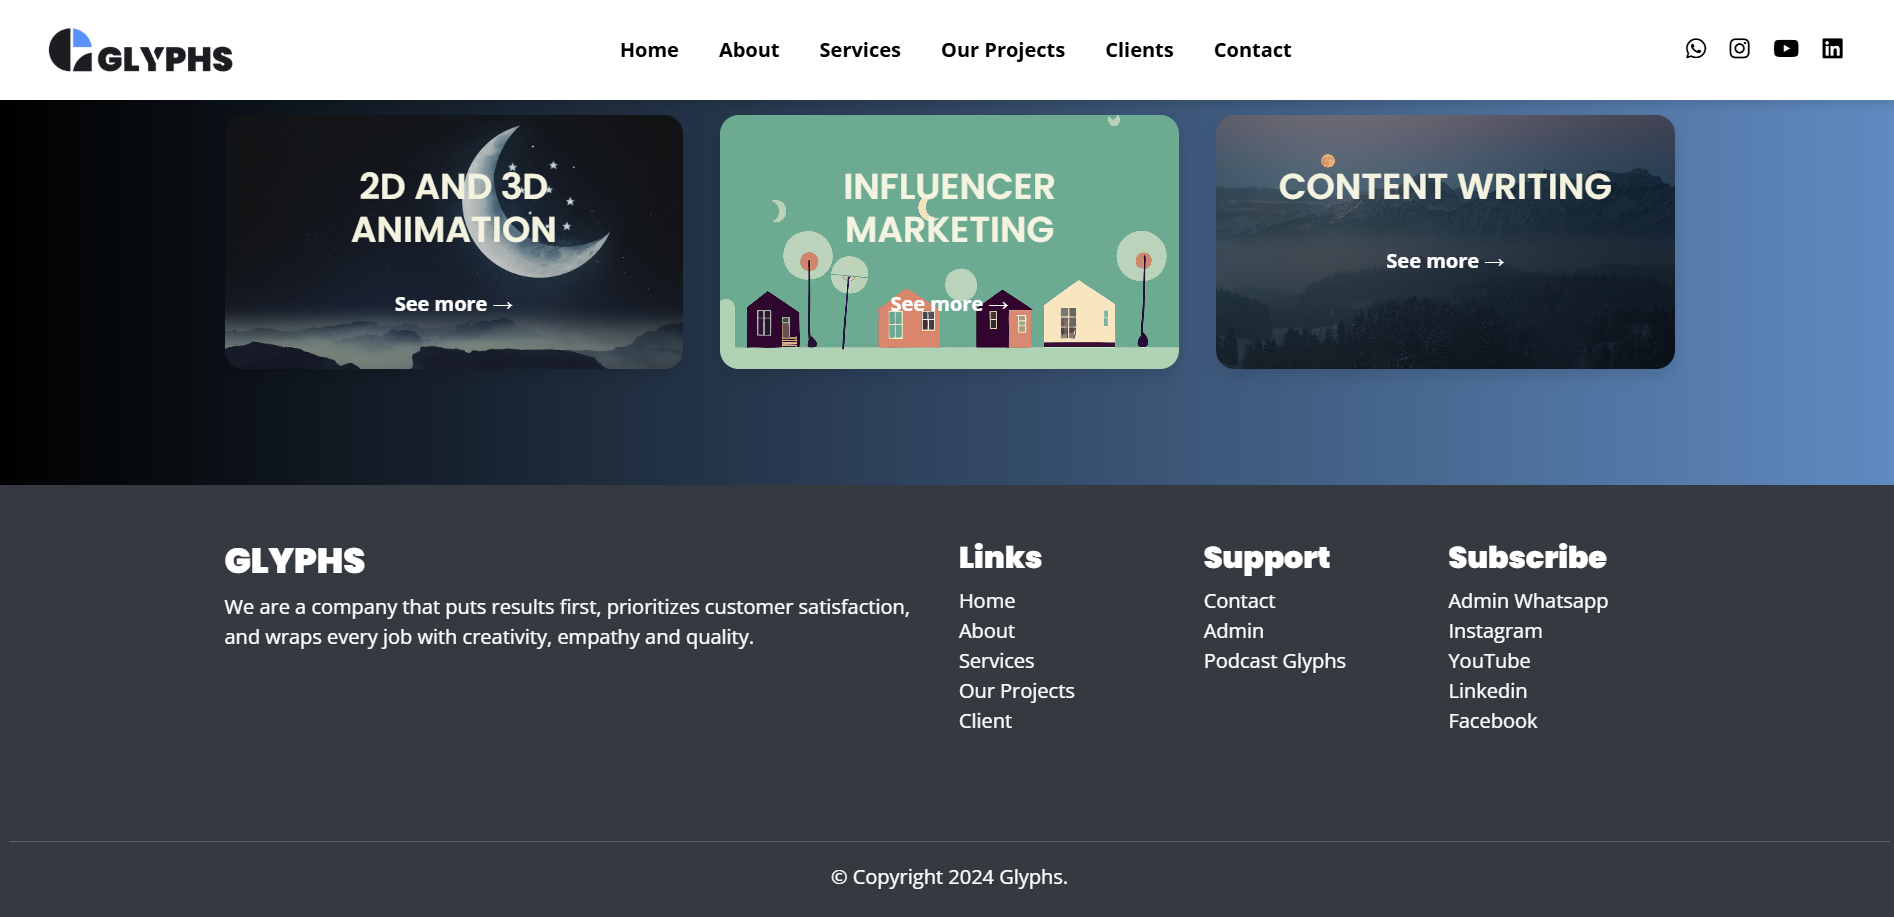 GLYPHS
Home About Services Our Projects Clients Contact
2D AND 3D
ANIMATION
See more →
INFLUENCER
MARKETING
See more →
CONTENT WRITING
See more →
GLYPHS
We are a company that puts results first, prioritizes customer satisfaction,
and wraps every job with creativity, empathy and quality.
Links
Home
About
Services
Our Projects
Client
Support
Contact
Admin
Podcast Glyphs
Subscribe
Admin Whatsapp
Instagram
YouTube
Linkedin
Facebook
© Copyright 2024 Glyphs.